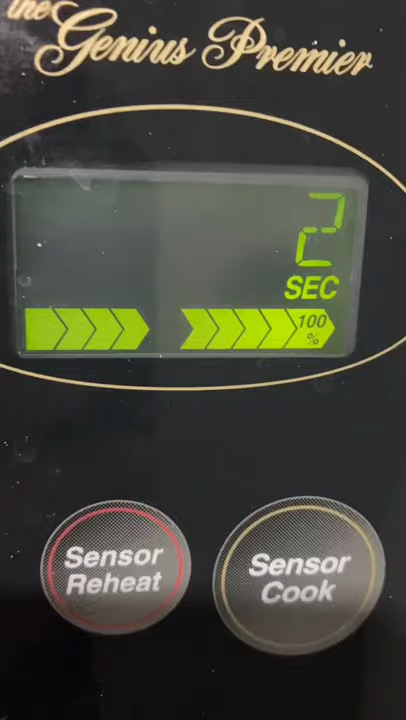 the
Genius Premier
2
SEC
100
%
Sensor
Reheat
Sensor
Cook